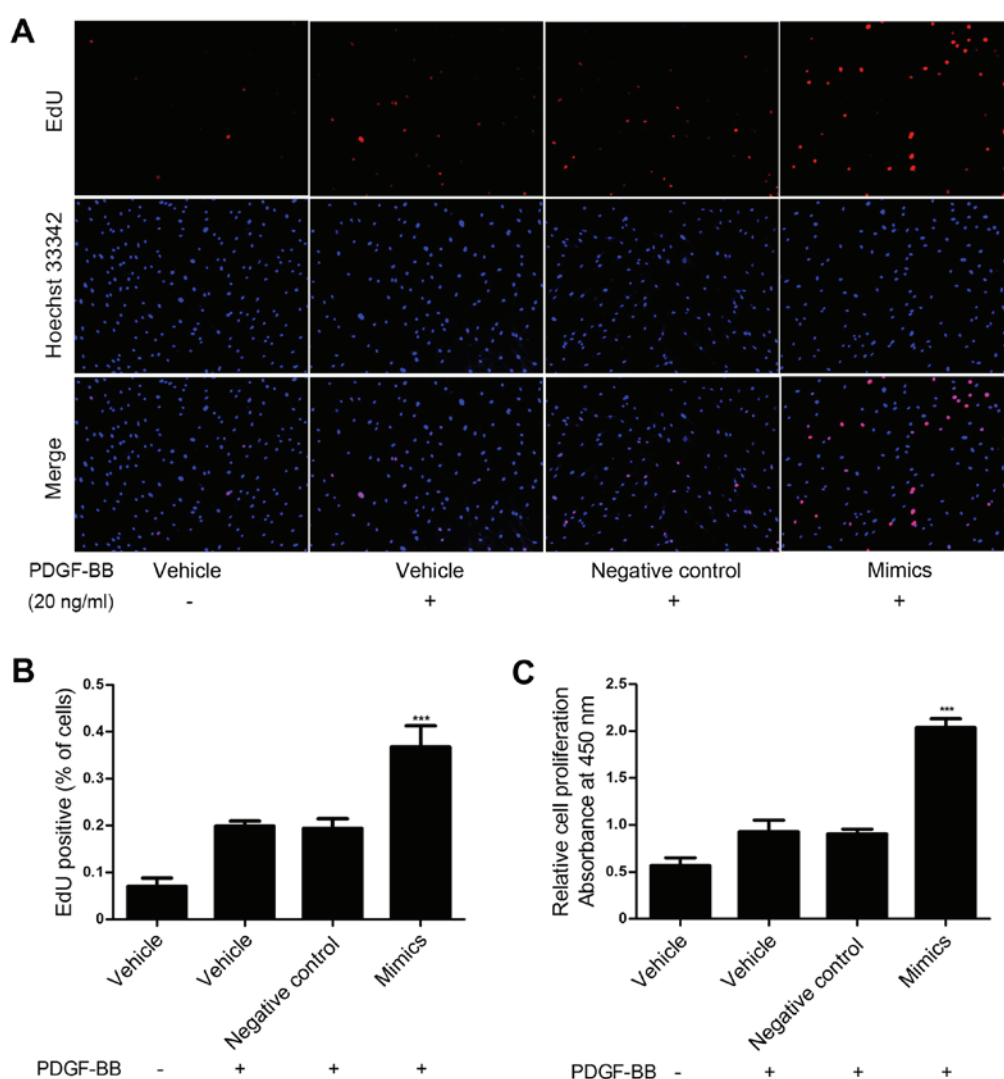 A
EdU
Hoechst 33342
Merge
PDGF-BB Vehicle Vehicle Negative control Mimics
(20 ng/ml) - + + +
B
EdU positive (% of cells)
0.5
0.4
0.3
0.2
0.1
0
***
Vehicle
Vehicle
Negative control
Mimics
PDGF-BB - + + +
C
Relative cell proliferation
Absorbance at 450 nm
2.5
2.0
1.5
1.0
0.5
0
***
Vehicle
Vehicle
Negative control
Mimics
PDGF-BB - + + +